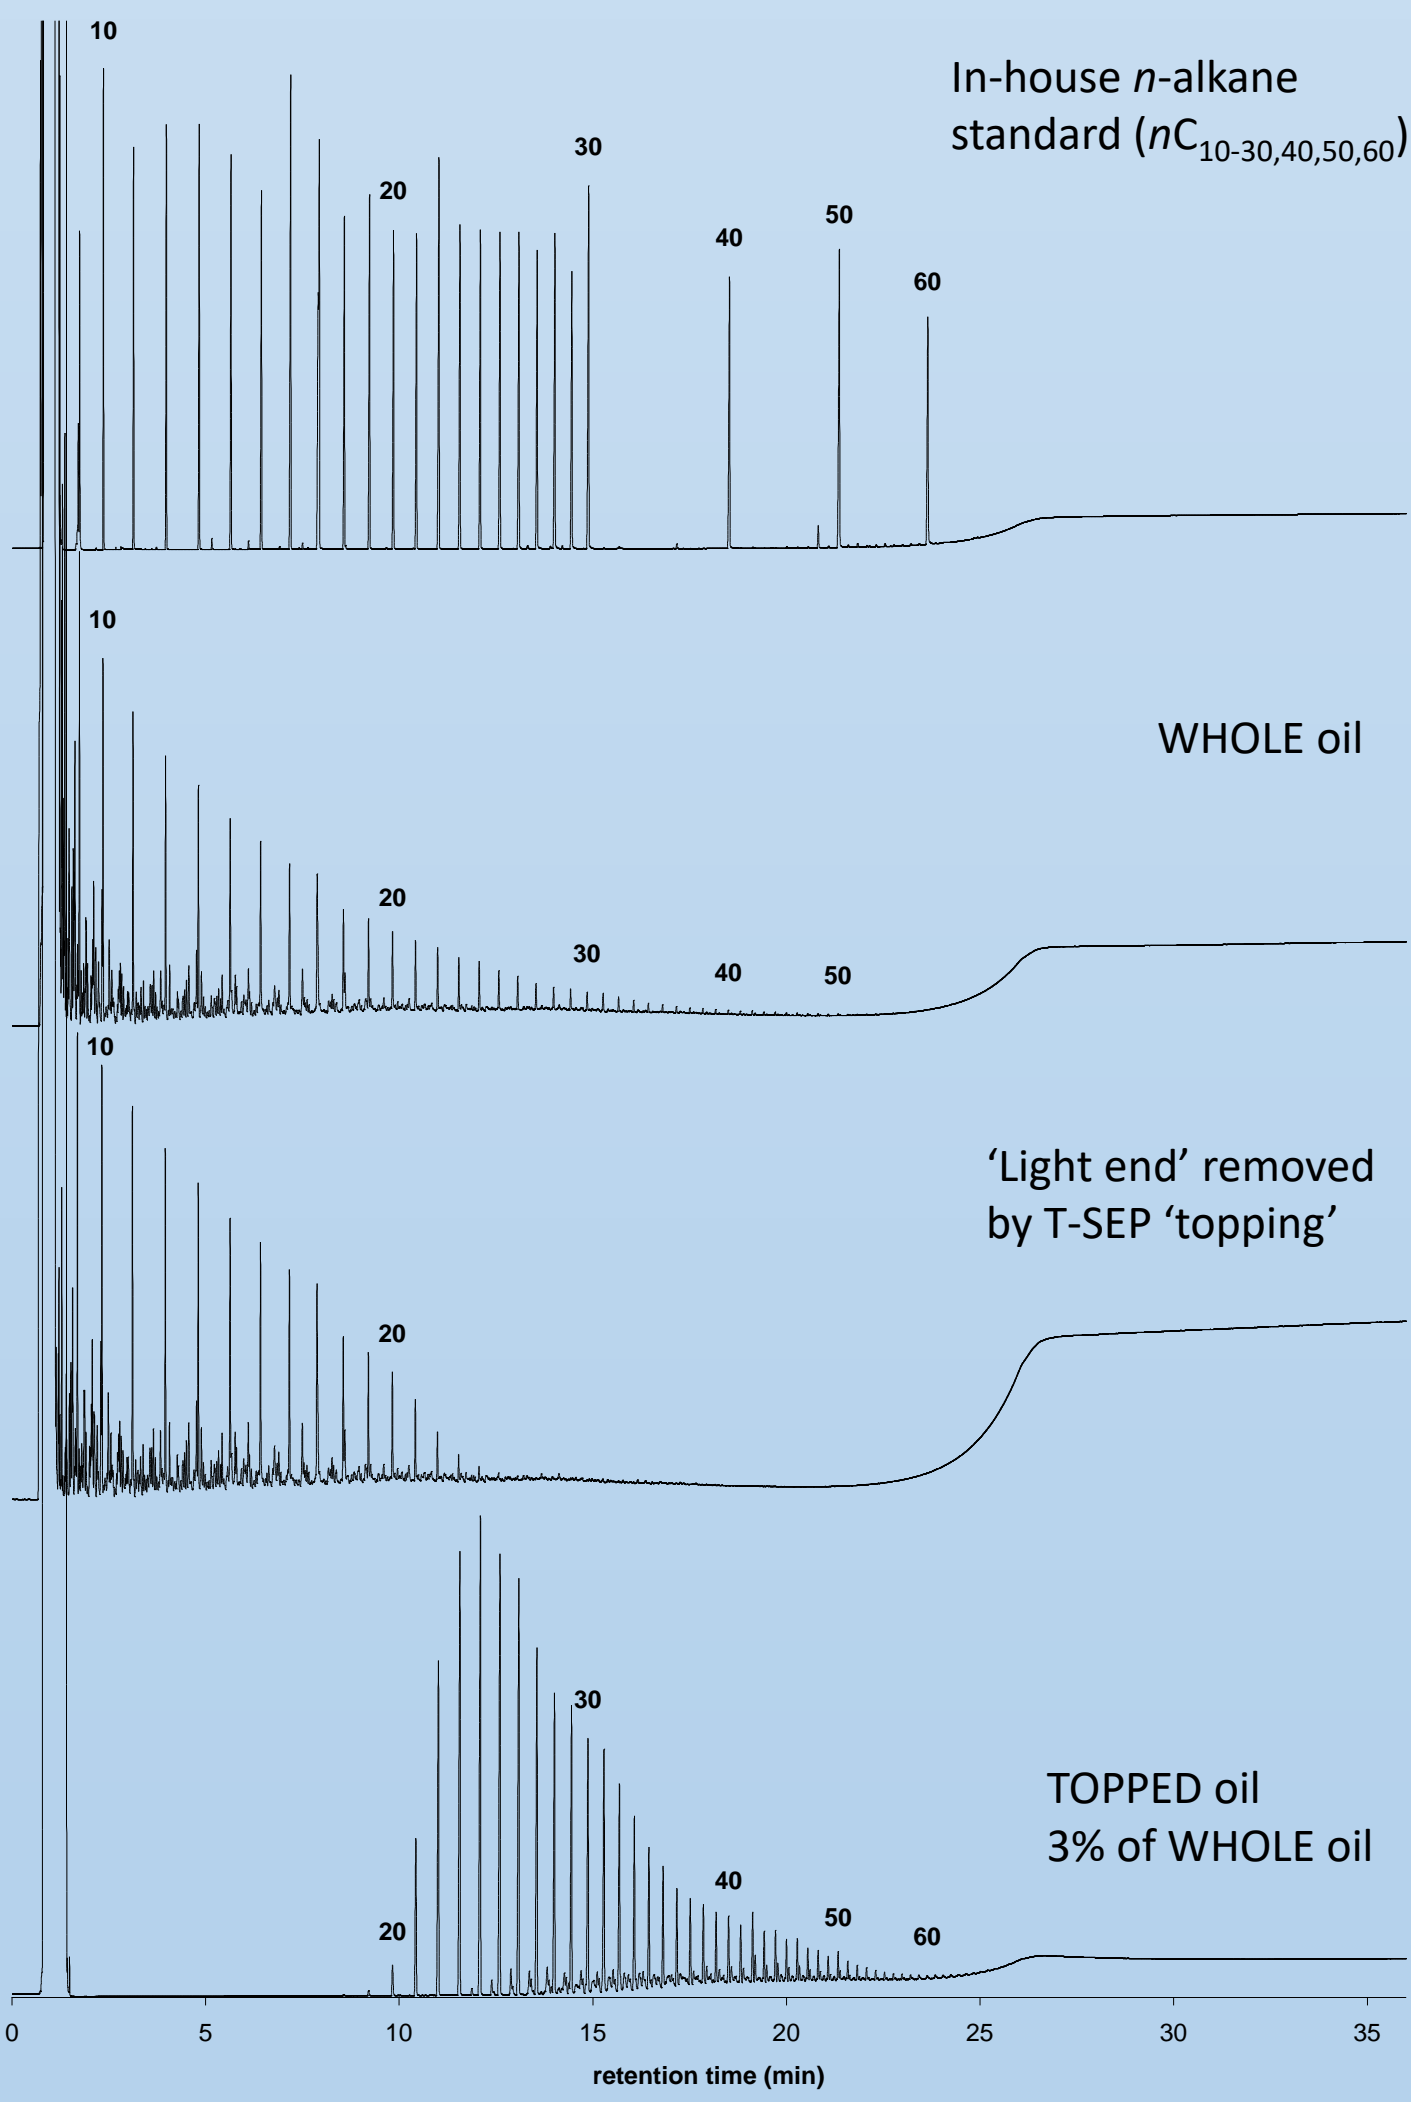 10
In-house n-alkane
standard (nC10-30,40,50,60)
30
20
50
40
60
10
WHOLE oil
20
30
40
50
10
‘Light end’ removed
by T-SEP ‘topping’
20
30
TOPPED oil
3% of WHOLE oil
40
50
20
60
0 5 10 15 20 25 30 35
retention time (min)